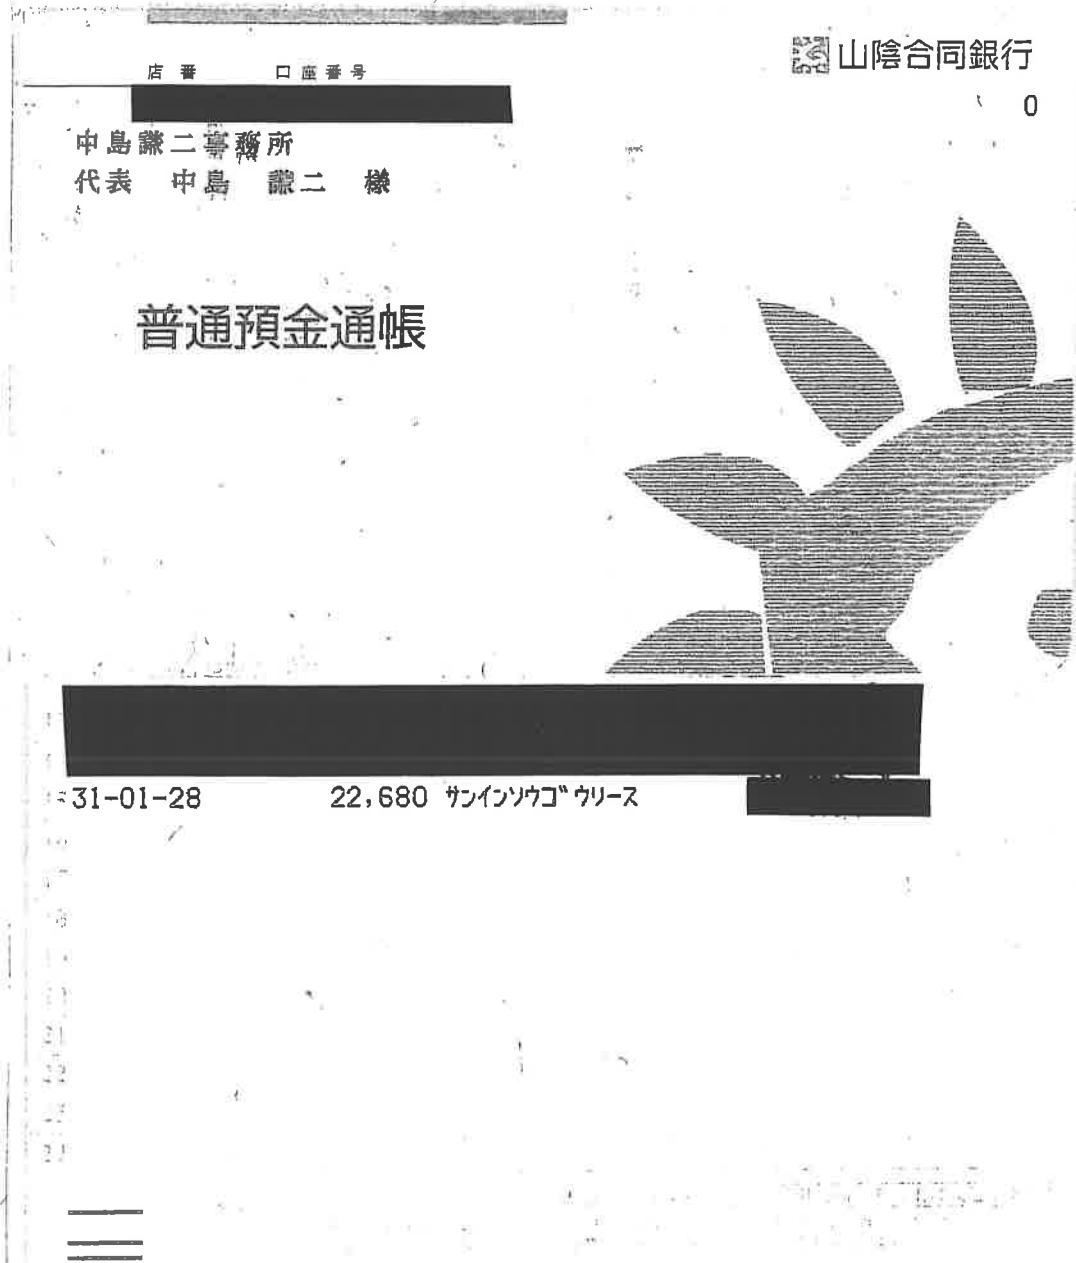 山陰合同銀行
店番 口座番号
0
中島謙二事務所
代表 中島 謙二 様
普通預金通帳
31-01-28 22,680 サンインソウゴウリース